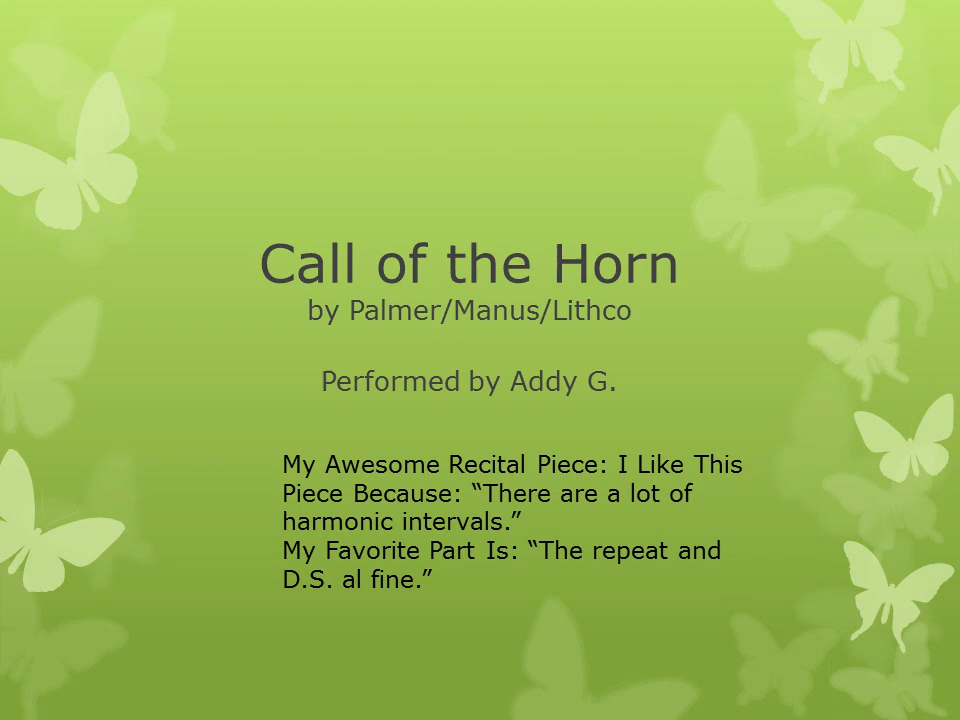 Call of the Horn
by Palmer/Manus/Lithco
Performed by Addy G.
My Awesome Recital Piece: I Like This
Piece Because: “There are a lot of
harmonic intervals.”
My Favorite Part Is: “The repeat and
D.S. al fine.”